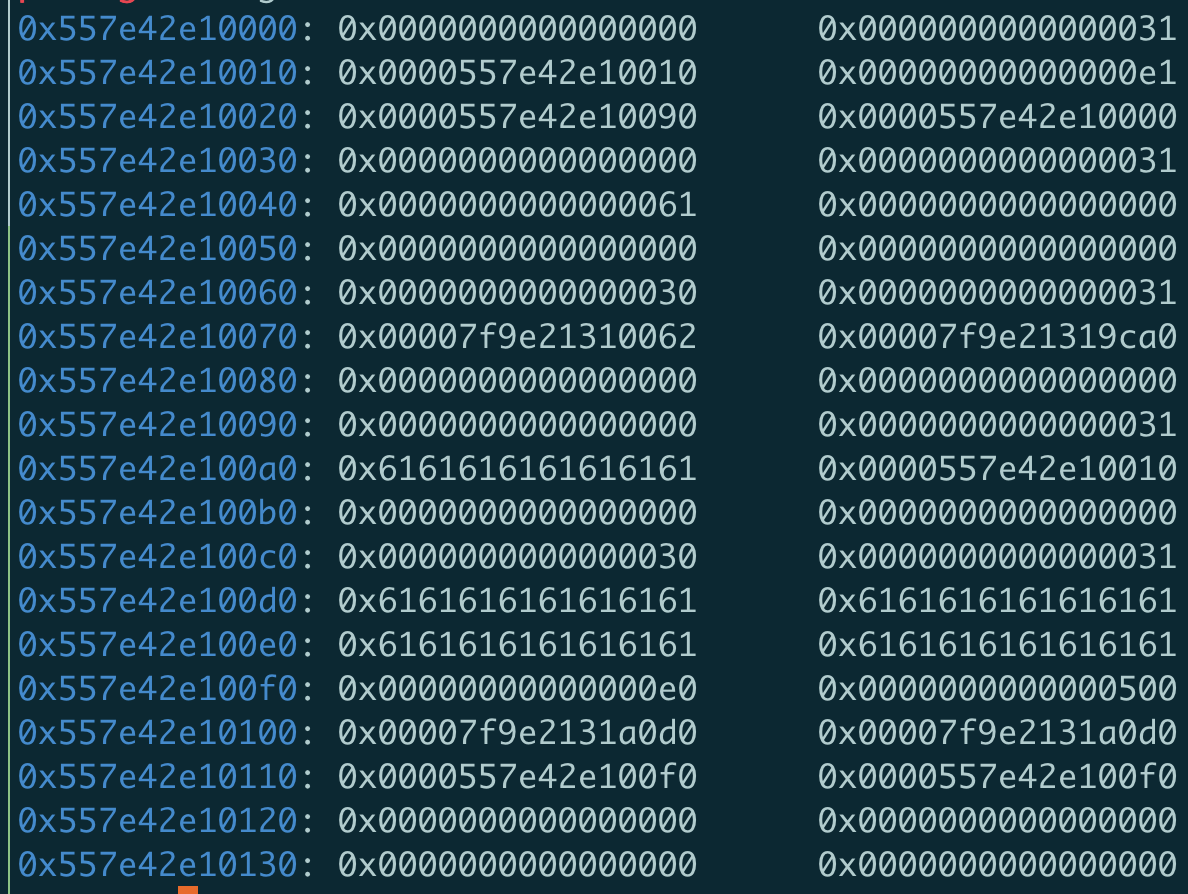 0x557e42e10000: 0x0000000000000000 0x0000000000000031
0x557e42e10010: 0x0000557e42e10010 0x00000000000000e1
0x557e42e10020: 0x0000557e42e10090 0x0000557e42e10000
0x557e42e10030: 0x0000000000000000 0x0000000000000031
0x557e42e10040: 0x0000000000000061 0x0000000000000000
0x557e42e10050: 0x0000000000000000 0x0000000000000000
0x557e42e10060: 0x0000000000000030 0x0000000000000031
0x557e42e10070: 0x00007f9e21310062 0x00007f9e21319ca0
0x557e42e10080: 0x0000000000000000 0x0000000000000000
0x557e42e10090: 0x0000000000000000 0x0000000000000031
0x557e42e100a0: 0x6161616161616161 0x0000557e42e10010
0x557e42e100b0: 0x0000000000000000 0x0000000000000000
0x557e42e100c0: 0x0000000000000030 0x0000000000000031
0x557e42e100d0: 0x6161616161616161 0x6161616161616161
0x557e42e100e0: 0x6161616161616161 0x6161616161616161
0x557e42e100f0: 0x00000000000000e0 0x0000000000000500
0x557e42e10100: 0x00007f9e2131a0d0 0x00007f9e2131a0d0
0x557e42e10110: 0x0000557e42e100f0 0x0000557e42e100f0
0x557e42e10120: 0x0000000000000000 0x0000000000000000
0x557e42e10130: 0x0000000000000000 0x0000000000000000